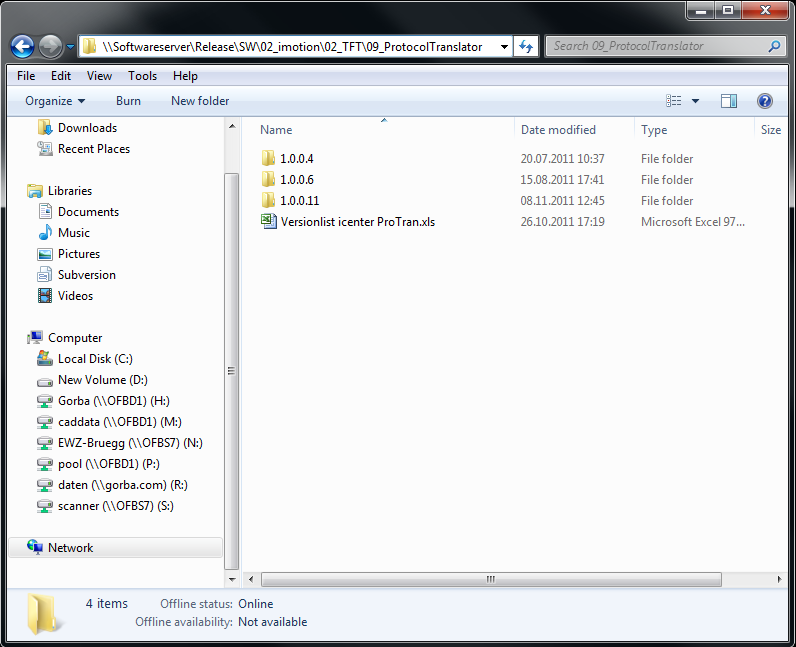 \\Softwareserver\Release\SW\02_imotion\02_TFT\09_ProtocolTranslator
Search 09_ProtocolTranslator
File Edit View Tools Help
Organize Burn New folder
Downloads
Recent Places
Libraries
Documents
Music
Pictures
Subversion
Videos
Computer
Local Disk (C:)
New Volume (D:)
Gorba (\\OFBD1) (H:)
caddata (\\OFBD1) (M:)
EWZ-Bruegg (\\OFBS7) (N:)
pool (\\OFBD1) (P:)
daten (\\gorba.com) (R:)
scanner (\\OFBS7) (S:)
Network
Name Date modified Type Size
1.0.0.4 20.07.2011 10:37 File folder
1.0.0.6 15.08.2011 17:41 File folder
1.0.0.11 08.11.2011 12:45 File folder
Versionlist icenter ProTran.xls 26.10.2011 17:19 Microsoft Excel 97...
4 items Offline status: Online
Offline availability: Not available